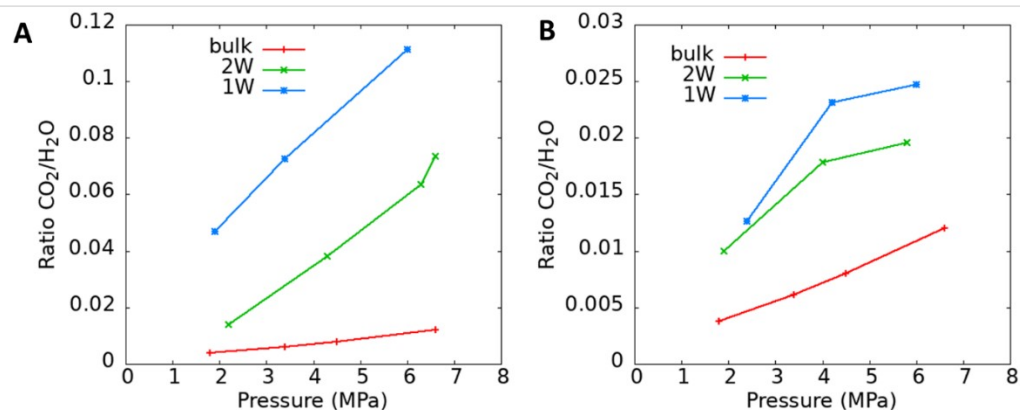 A
Ratio CO2/H2O
0.12
0.1
0.08
0.06
0.04
0.02
0
bulk
2W
1W
0 1 2 3 4 5 6 7 8
Pressure (MPa)
B
Ratio CO2/H2O
0.03
0.025
0.02
0.015
0.01
0.005
0
bulk
2W
1W
0 1 2 3 4 5 6 7 8
Pressure (MPa)